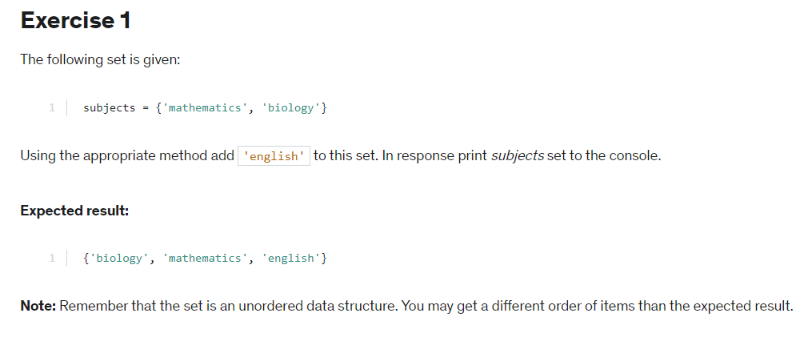 Exercise 1
The following set is given:
1 subjects = {'mathematics', 'biology'}
Using the appropriate method add 'english' to this set. In response print subjects set to the console.
Expected result:
1 {'biology', 'mathematics', 'english'}
Note: Remember that the set is an unordered data structure. You may get a different order of items than the expected result.